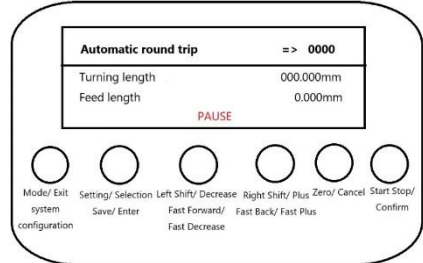 Automatic round trip => 0000
Turning length 000.000mm
Feed length 0.000mm
PAUSE
Mode/ Exit
system
configuration
Setting/ Selection
Save/ Enter
Left Shift/ Decrease
Fast Forward/
Fast Decrease
Right Shift/ Plus
Fast Back/ Fast Plus
Zero/ Cancel
Start Stop/
Confirm